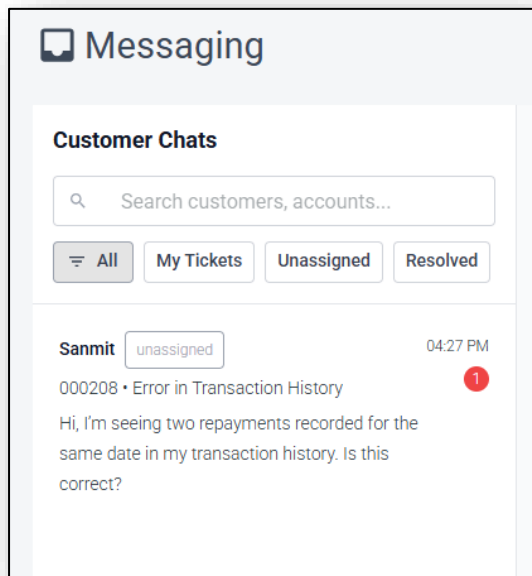 Messaging
Customer Chats
Search customers, accounts...
All My Tickets Unassigned Resolved
Sanmit unassigned 04:27 PM
000208 • Error in Transaction History 1
Hi, I'm seeing two repayments recorded for the
same date in my transaction history. Is this
correct?